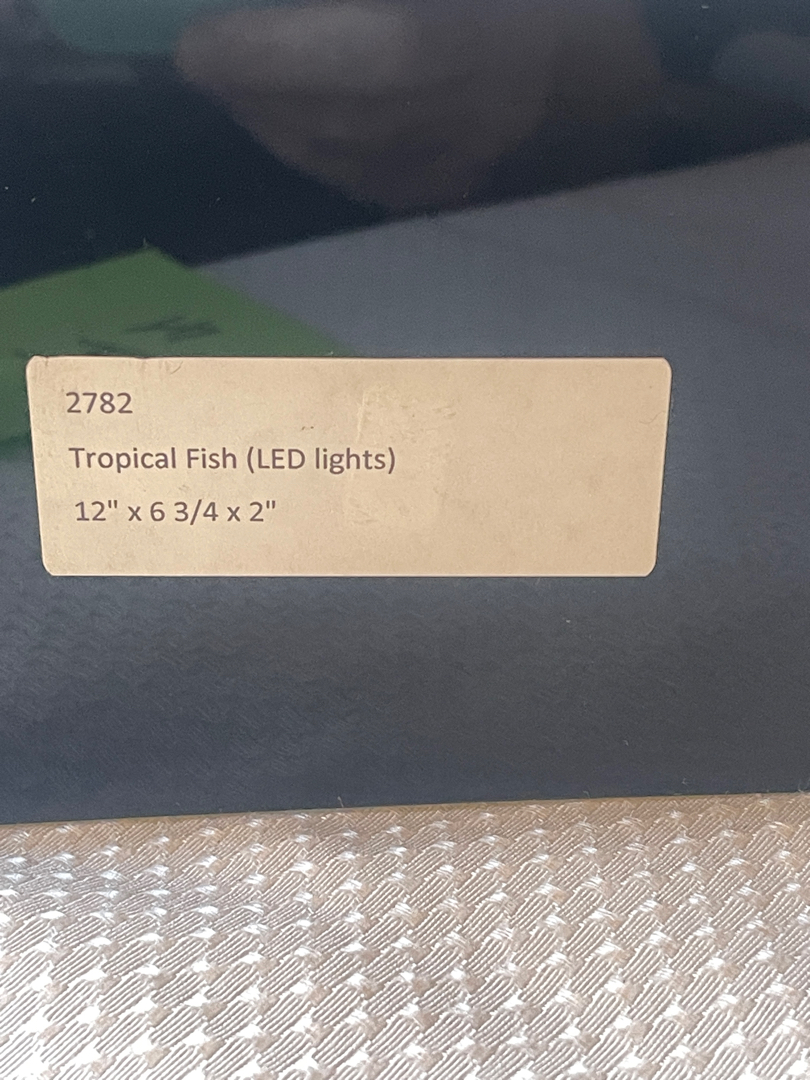 2782
Tropical Fish (LED lights)
12" x 6 3/4 x 2"